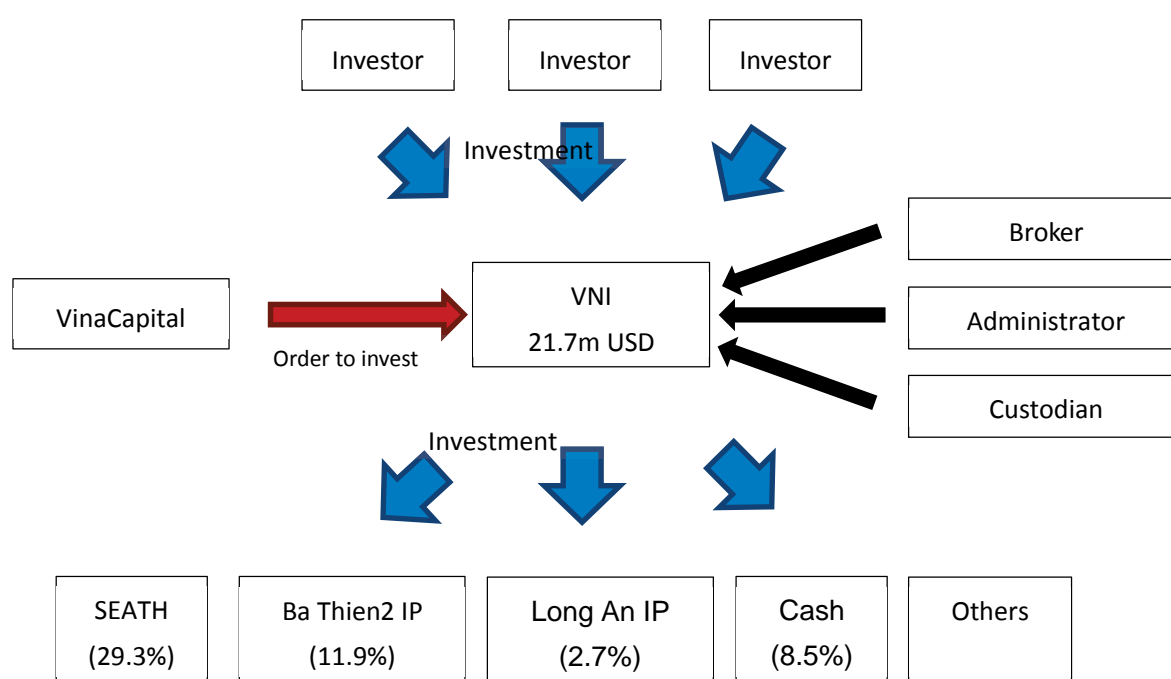 Investor
Investor
Investor
Investment
Broker
VinaCapital
Order to invest
VNI
21.7m USD
Administrator
Custodian
Investment
SEATH
(29.3%)
Ba Thien2 IP
(11.9%)
Long An IP
(2.7%)
Cash
(8.5%)
Others